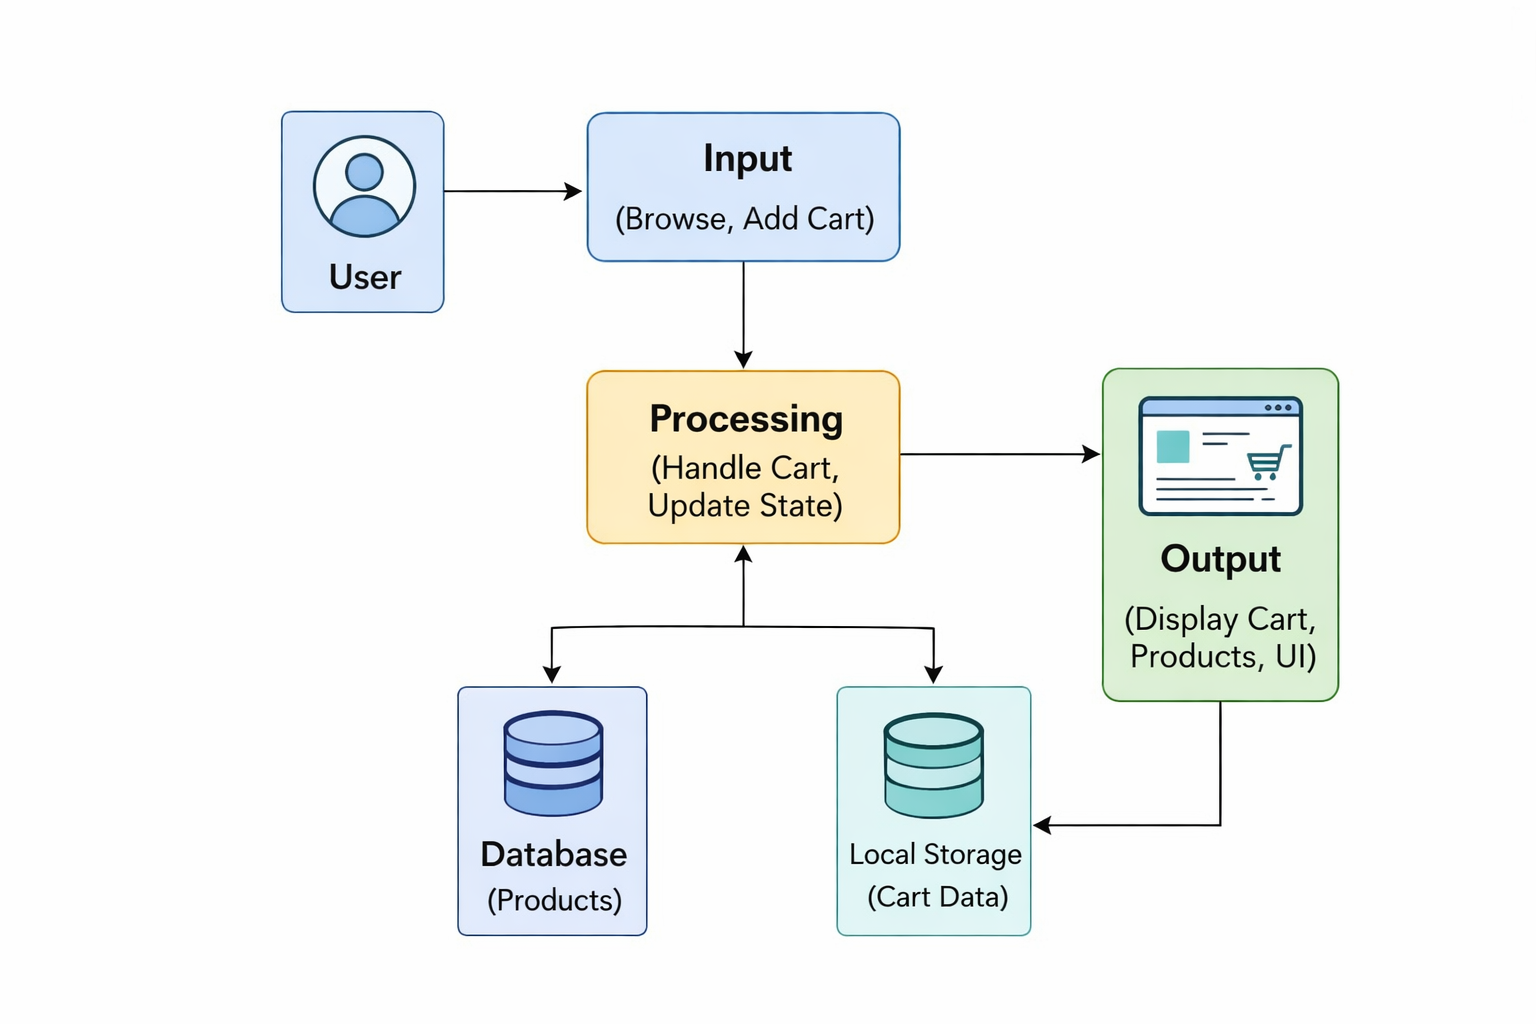 User
Input
(Browse, Add Cart)
Processing
(Handle Cart,
Update State)
Output
(Display Cart,
Products, UI)
Database
(Products)
Local Storage
(Cart Data)